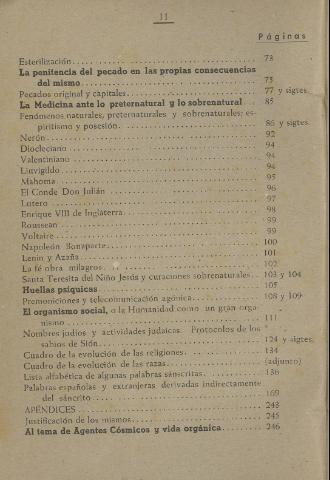 11
Páginas
Esterilización 73
La penitencia del pecado en las propias consecuencias
del mismo 75
Pecados original y capitales 77 y sigtes.
La Medicina ante lo preternatural y lo sobrenatural 85
Fenómenos naturales, preternaturales y sobrenaturales; es-
piritismo y posesión 86 y sigtes.
Nerón 92
Diocleciano 94
Valentiniano 94
Liuvigildo 94
Mahoma 95
El Conde Don Julián 96
Lutero 97
Enrique VIII de Inglaterra 98
Rousseau 99
Voltaire 99
Napoleón Bonaparte 100
Lenin y Azaña 101
La fé obra milagros 102
Santa Teresita del Niño Jesús y curaciones sobrenaturales 103 y 104
Huellas psíquicas 105
Premoniciones y telecomunicación agónica 108 y 109
El organismo social, o la Humanidad como un gran orga-
nismo 111
Nombres judíos y actividades judaicas. Protocolos de los
sabios de Sión 124 y sigtes.
Cuadro de la evolución de las religiones 134
Cuadro de la evolución de las razas (adjunto)
Lista alfabética de algunas palabras sánscritas 136
Palabras españolas y extranjeras derivadas indirectamente
del sánscrito 169
APÉNDICES 243
Justificación de los mismos 245
Al tema de Agentes Cósmicos y vida orgánica 246